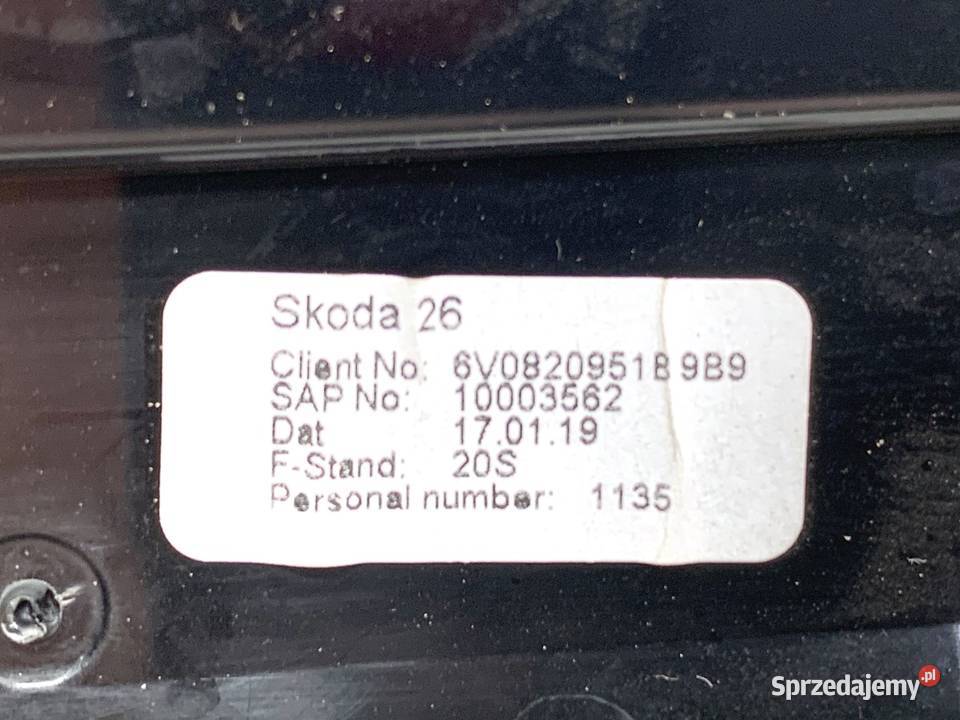 Skoda 26
Client No: 6V0820951B 9B9
SAP No: 10003562
Dat 17.01.19
F-Stand: 20S
Personal number: 1135
Sprzedajemy.pl